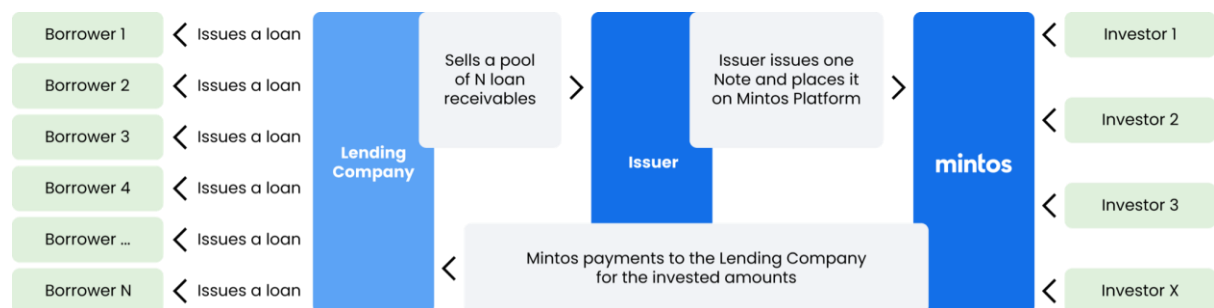 Borrower 1
Issues a loan
Borrower 2
Issues a loan
Borrower 3
Issues a loan
Borrower 4
Issues a loan
Borrower ...
Issues a loan
Borrower N
Issues a loan
Lending
Company
Sells a pool
of N loan
receivables
Issuer
Issuer issues one
Note and places it
on Mintos Platform
mintos
Mintos payments to the Lending Company
for the invested amounts
Investor 1
Investor 2
Investor 3
Investor X